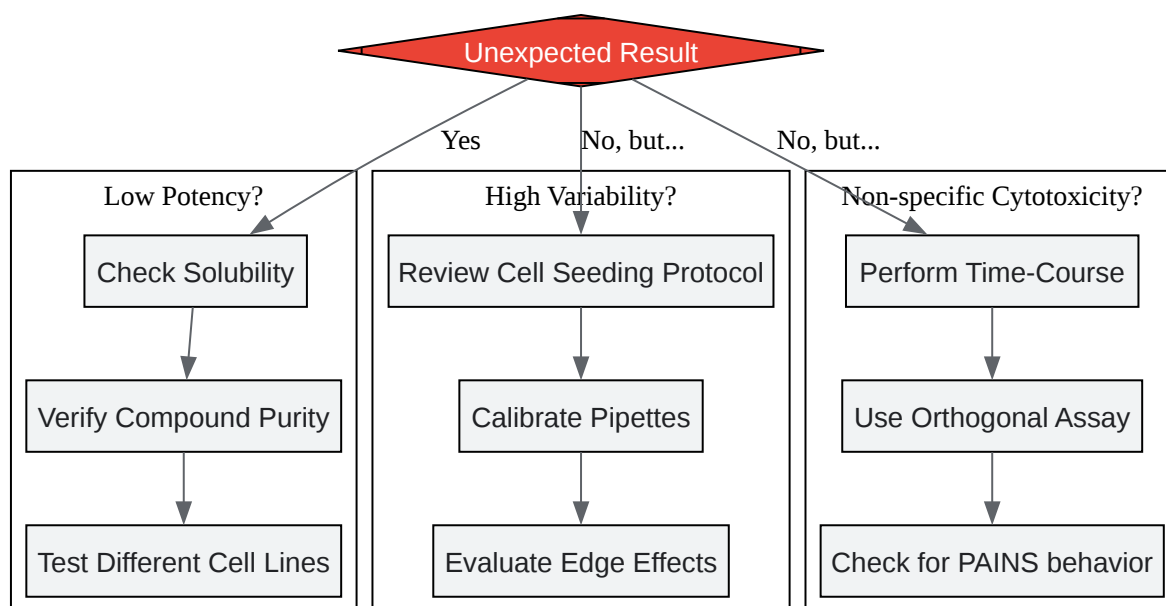 Unexpected Result
Yes
No, but...
No, but...
Low Potency?
High Variability?
Non-specific Cytotoxicity?
Check Solubility
Review Cell Seeding Protocol
Perform Time-Course
Verify Compound Purity
Calibrate Pipettes
Use Orthogonal Assay
Test Different Cell Lines
Evaluate Edge Effects
Check for PAINS behavior